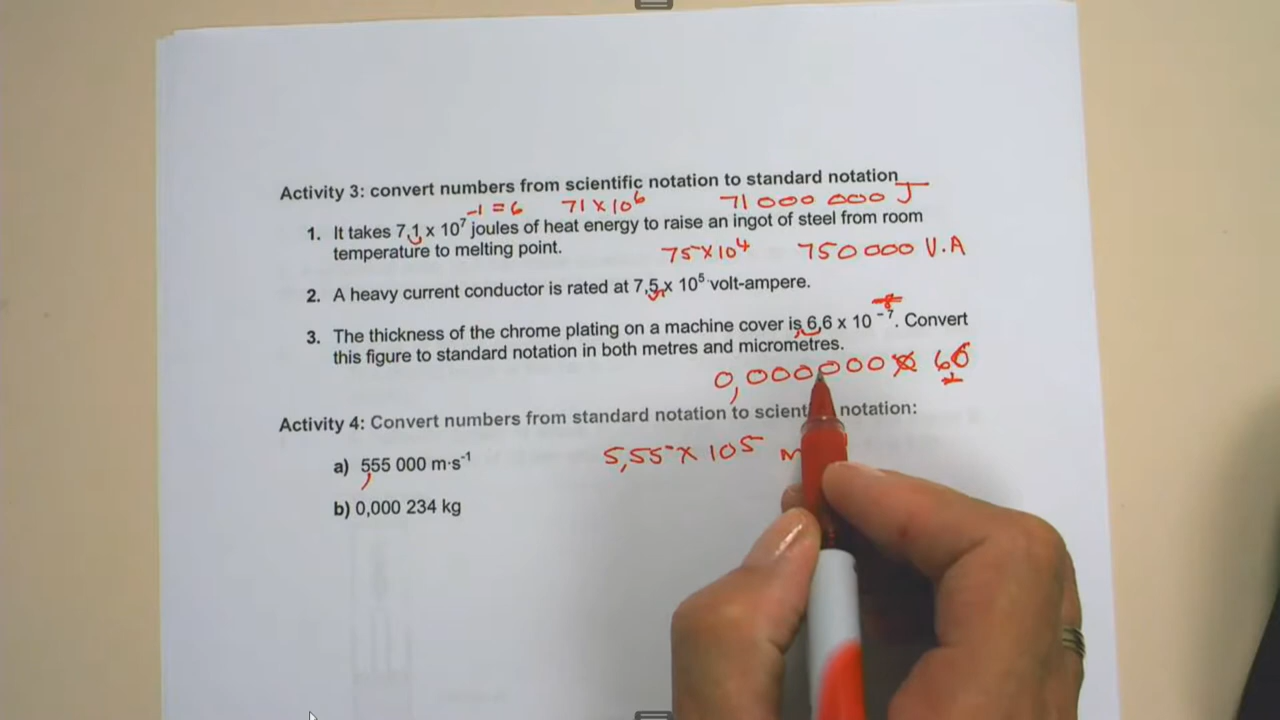 Activity 3: convert numbers from scientific notation to standard notation
-1 = 6 71 x 10⁶ 71 000 000 J
1. It takes 7,1 x 10⁷ joules of heat energy to raise an ingot of steel from room
temperature to melting point.
75 x 10⁴ 750 000 V.A
2. A heavy current conductor is rated at 7,5 x 10⁵ volt-ampere.
3. The thickness of the chrome plating on a machine cover is 6,6 x 10 ⁻⁷. Convert
this figure to standard notation in both metres and micrometres.
0,000000 66
Activity 4: Convert numbers from standard notation to notation:
a) 555 000 m·s⁻¹ 5,55 x 10⁵ m
b) 0,000 234 kg